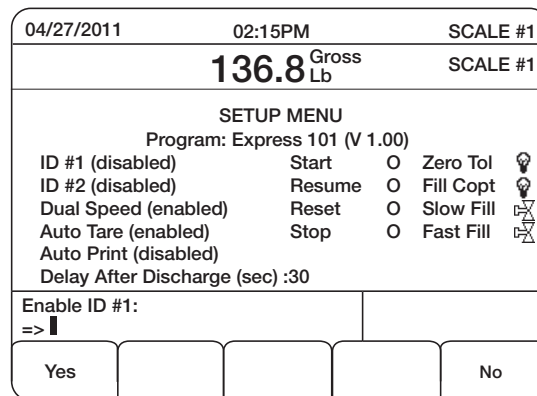 04/27/2011 02:15PM SCALE #1
136.8 Gross Lb SCALE #1
SETUP MENU
Program: Express 101 (V 1.00)
ID #1 (disabled) Start O Zero Tol
ID #2 (disabled) Resume O Fill Copt
Dual Speed (enabled) Reset O Slow Fill
Auto Tare (enabled) Stop O Fast Fill
Auto Print (disabled)
Delay After Discharge (sec) :30
Enable ID #1:
=>
Yes No